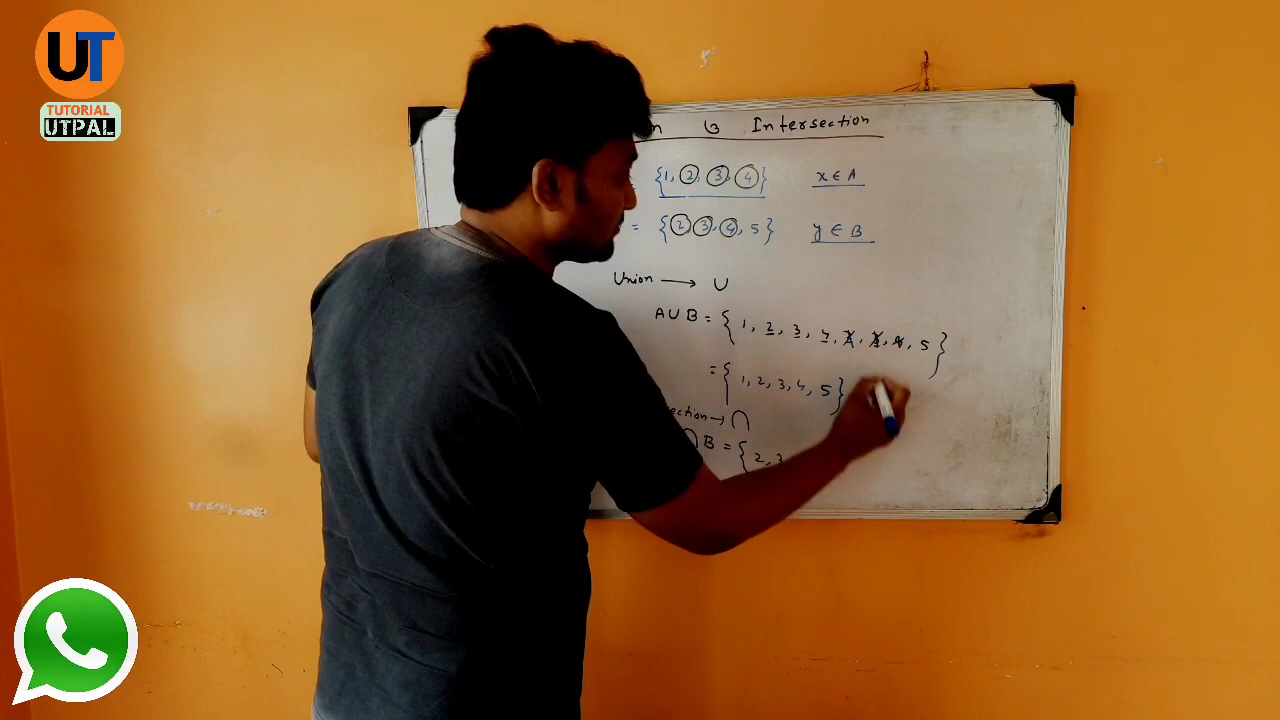 UT
TUTORIAL
UTPAL
ও Intersection
{1, 2, 3, 4} x ∈ A
= {2, 3, 4, 5} y ∈ B
Union → ∪
A ∪ B = {1, 2, 3, 4, 2, 3, 4, 5}
= {1, 2, 3, 4, 5}
section → ∩
∩ B = {2, 3